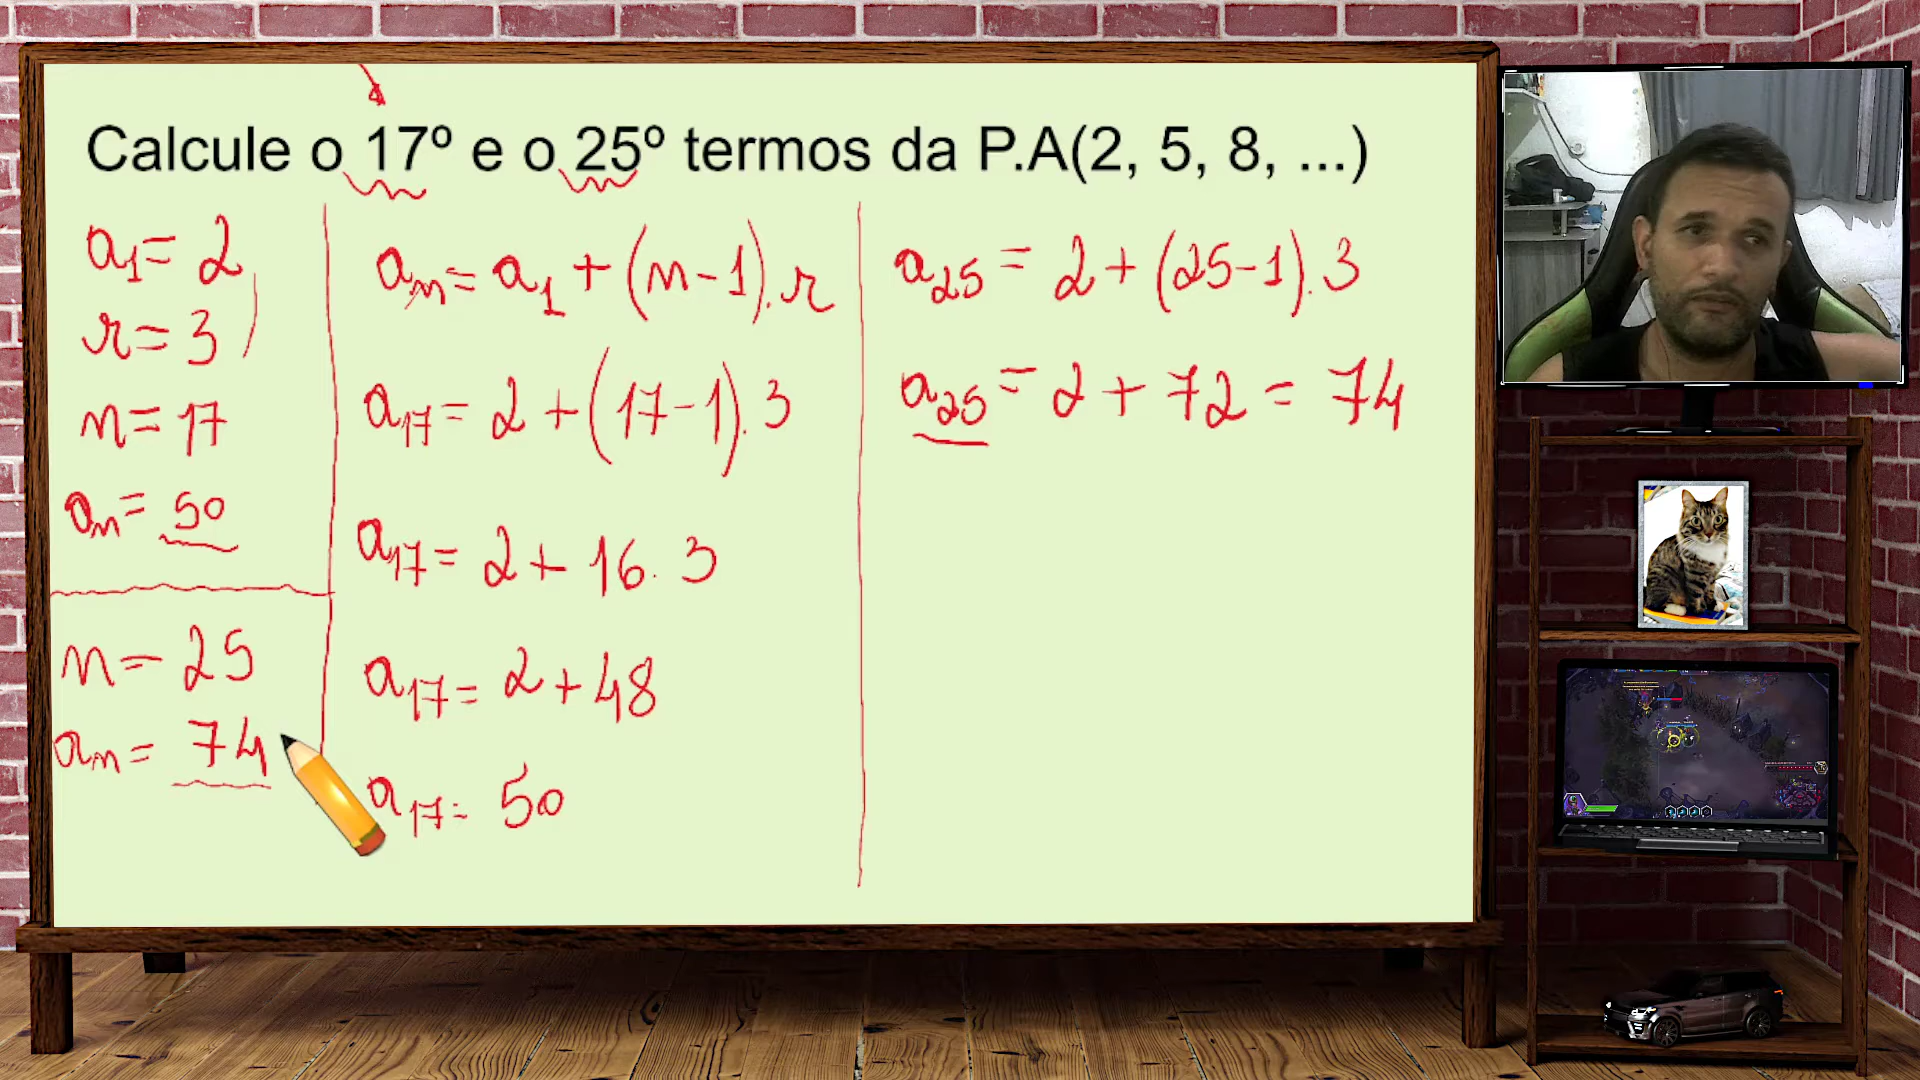 Calcule o 17º e o 25º termos da P.A(2, 5, 8, ...)
a1 = 2
r = 3
n = 17
an = 50
n = 25
an = 74
an = a1 + (n - 1) . r
a17 = 2 + (17 - 1) . 3
a17 = 2 + 16 . 3
a17 = 2 + 48
a17 = 50
a25 = 2 + (25 - 1) . 3
a25 = 2 + 72 = 74